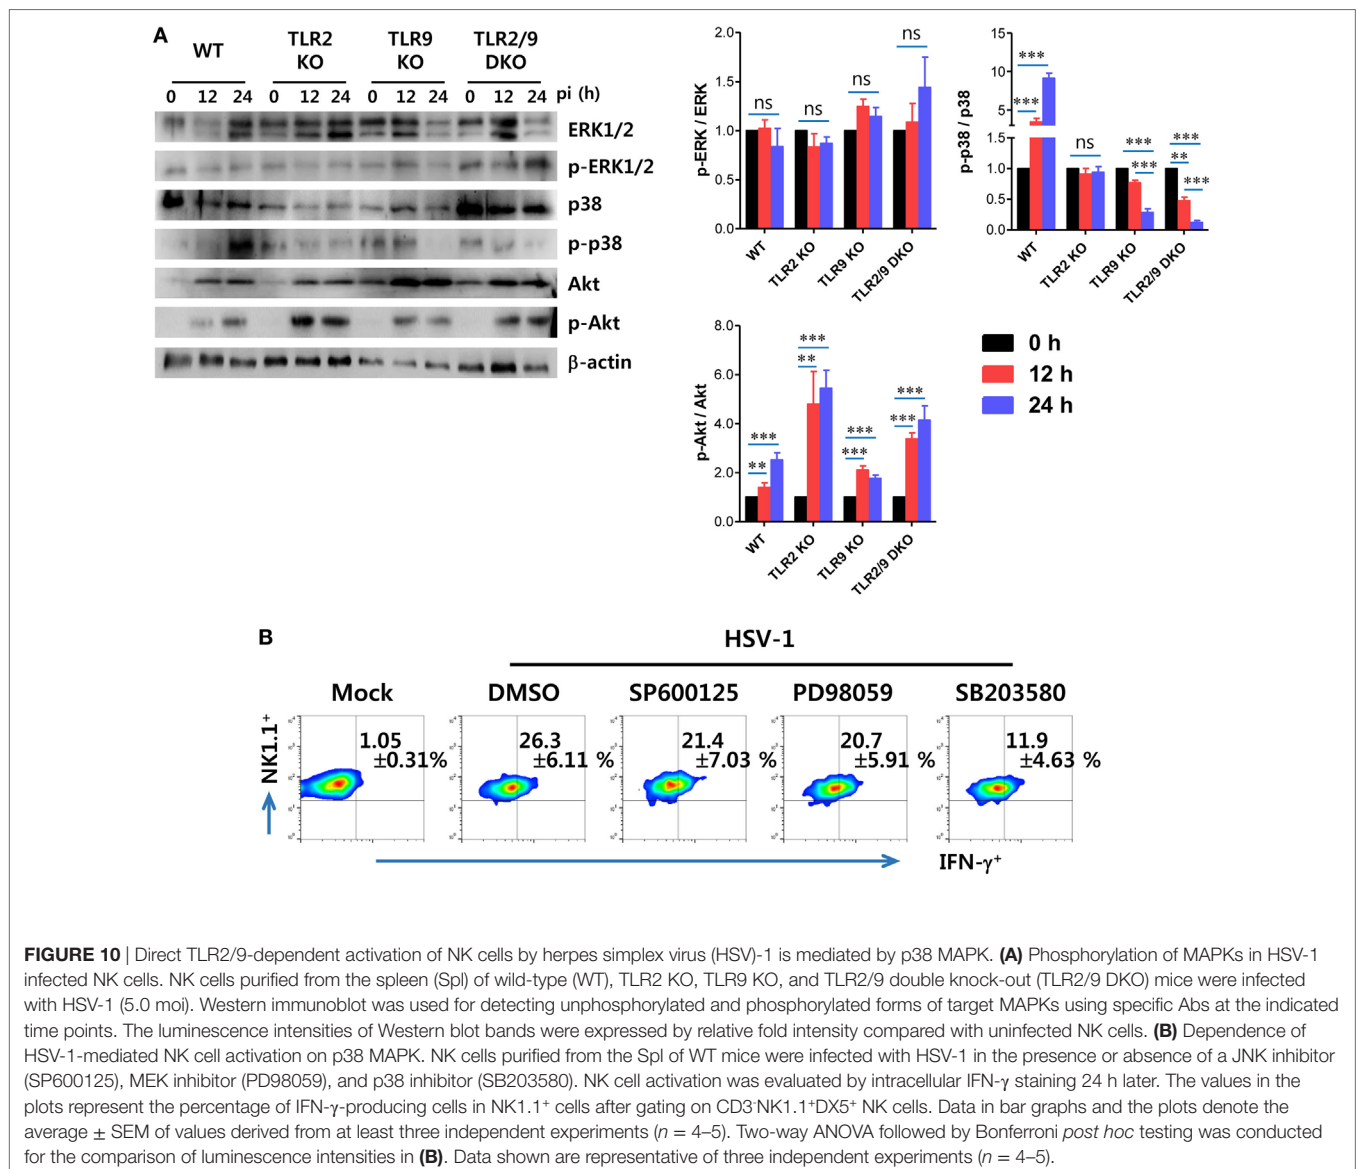 A
WT
TLR2 KO
TLR9 KO
TLR2/9 DKO
0 12 24 0 12 24 0 12 24 0 12 24 pi (h)
ERK1/2
p-ERK1/2
p38
p-p38
Akt
p-Akt
β-actin
p-ERK / ERK
2.0
1.5
1.0
0.5
0.0
ns ns ns ns
WT TLR2 KO TLR9 KO TLR2/9 DKO
p-p38 / p38
15
10
5
1.0
0.5
0.0
***
***
ns
***
***
***
**
***
WT TLR2 KO TLR9 KO TLR2/9 DKO
p-Akt / Akt
8.0
6.0
4.0
2.0
0.0
***
**
***
**
***
***
***
***
WT TLR2 KO TLR9 KO TLR2/9 DKO
0 h
12 h
24 h
B
HSV-1
Mock DMSO SP600125 PD98059 SB203580
NK1.1⁺
1.05 ±0.31%
26.3 ±6.11 %
21.4 ±7.03 %
20.7 ±5.91 %
11.9 ±4.63 %
IFN-γ⁺
FIGURE 10 | Direct TLR2/9-dependent activation of NK cells by herpes simplex virus (HSV)-1 is mediated by p38 MAPK. (A) Phosphorylation of MAPKs in HSV-1
infected NK cells. NK cells purified from the spleen (Spl) of wild-type (WT), TLR2 KO, TLR9 KO, and TLR2/9 double knock-out (TLR2/9 DKO) mice were infected
with HSV-1 (5.0 moi). Western immunoblot was used for detecting unphosphorylated and phosphorylated forms of target MAPKs using specific Abs at the indicated
time points. The luminescence intensities of Western blot bands were expressed by relative fold intensity compared with uninfected NK cells. (B) Dependence of
HSV-1-mediated NK cell activation on p38 MAPK. NK cells purified from the Spl of WT mice were infected with HSV-1 in the presence or absence of a JNK inhibitor
(SP600125), MEK inhibitor (PD98059), and p38 inhibitor (SB203580). NK cell activation was evaluated by intracellular IFN-γ staining 24 h later. The values in the
plots represent the percentage of IFN-γ-producing cells in NK1.1⁺ cells after gating on CD3⁻NK1.1⁺DX5⁺ NK cells. Data in bar graphs and the plots denote the
average ± SEM of values derived from at least three independent experiments (n = 4–5). Two-way ANOVA followed by Bonferroni post hoc testing was conducted
for the comparison of luminescence intensities in (B). Data shown are representative of three independent experiments (n = 4–5).